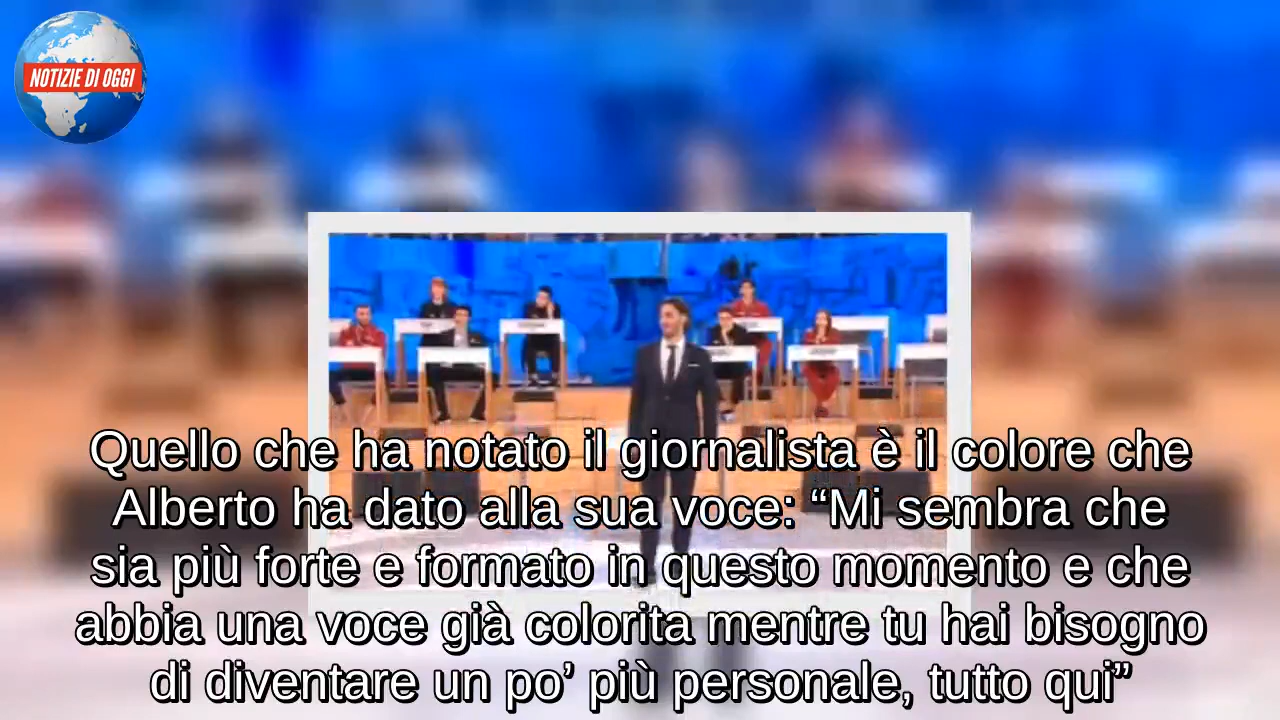 NOTIZIE DI OGGI
Quello che ha notato il giornalista è il colore che
Alberto ha dato alla sua voce: “Mi sembra che
sia più forte e formato in questo momento e che
abbia una voce già colorita mentre tu hai bisogno
di diventare un po’ più personale, tutto qui”